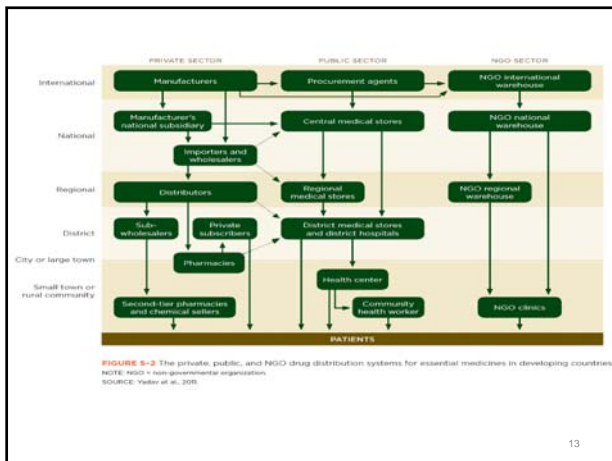 PRIVATE SECTOR
PUBLIC SECTOR
NGO SECTOR
International
Manufacturers
Procurement agents
NGO international
warehouse
National
Manufacturer's
national subsidiary
Central medical stores
NGO national
warehouse
Importers and
wholesalers
Regional
Distributors
Regional
medical stores
NGO regional
warehouse
District
Sub-
wholesalers
Private
subscribers
District medical stores
and district hospitals
City or large town
Pharmacies
Small town or
rural community
Health center
Community
health worker
Second-tier pharmacies
and chemical sellers
NGO clinics
PATIENTS
FIGURE 5-2 The private, public, and NGO drug distribution systems for essential medicines in developing countries
NOTE: NGO = non-governmental organization.
SOURCE: Yadav et al., 2011.
13